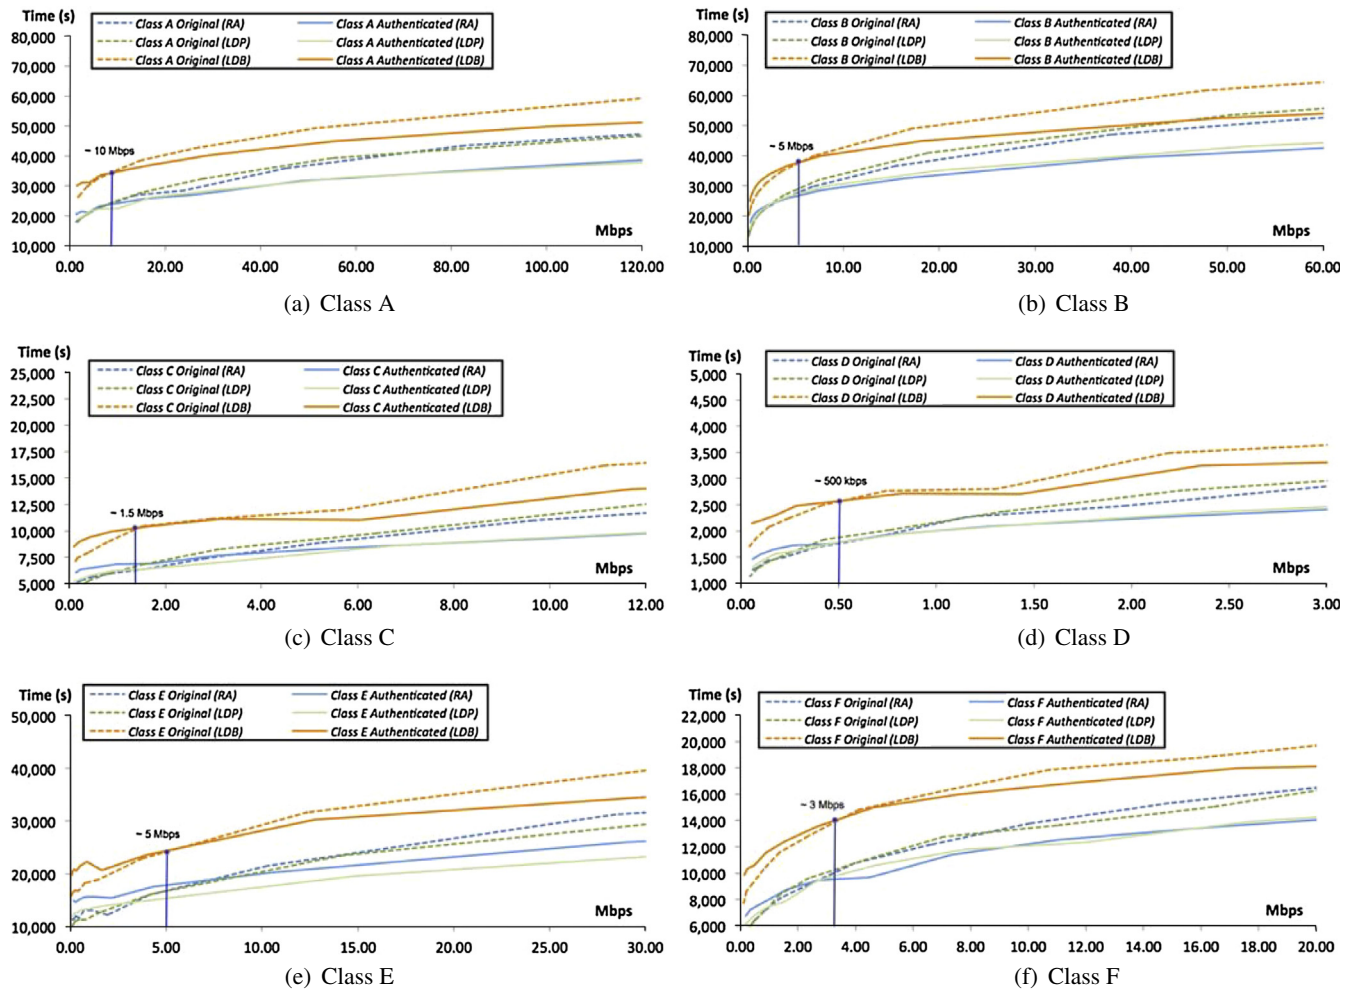 Time (s)
Class A Original (RA) Class A Authenticated (RA)
Class A Original (LDP) Class A Authenticated (LDP)
Class A Original (LDB) Class A Authenticated (LDB)
80,000
70,000
60,000
50,000
40,000
30,000
20,000
10,000
~ 10 Mbps
Mbps
0.00 20.00 40.00 60.00 80.00 100.00 120.00
(a) Class A
Time (s)
Class B Original (RA) Class B Authenticated (RA)
Class B Original (LDP) Class B Authenticated (LDP)
Class B Original (LDB) Class B Authenticated (LDB)
80,000
70,000
60,000
50,000
40,000
30,000
20,000
10,000
~ 5 Mbps
Mbps
0.00 10.00 20.00 30.00 40.00 50.00 60.00
(b) Class B
Time (s)
Class C Original (RA) Class C Authenticated (RA)
Class C Original (LDP) Class C Authenticated (LDP)
Class C Original (LDB) Class C Authenticated (LDB)
25,000
22,500
20,000
17,500
15,000
12,500
10,000
7,500
5,000
~ 1.5 Mbps
Mbps
0.00 2.00 4.00 6.00 8.00 10.00 12.00
(c) Class C
Time (s)
Class D Original (RA) Class D Authenticated (RA)
Class D Original (LDP) Class D Authenticated (LDP)
Class D Original (LDB) Class D Authenticated (LDB)
5,000
4,500
4,000
3,500
3,000
2,500
2,000
1,500
1,000
~ 500 kbps
Mbps
0.00 0.50 1.00 1.50 2.00 2.50 3.00
(d) Class D
Time (s)
Class E Original (RA) Class E Authenticated (RA)
Class E Original (LDP) Class E Authenticated (LDP)
Class E Original (LDB) Class E Authenticated (LDB)
50,000
40,000
30,000
20,000
10,000
~ 5 Mbps
Mbps
0.00 5.00 10.00 15.00 20.00 25.00 30.00
(e) Class E
Time (s)
Class F Original (RA) Class F Authenticated (RA)
Class F Original (LDP) Class F Authenticated (LDP)
Class F Original (LDB) Class F Authenticated (LDB)
22,000
20,000
18,000
16,000
14,000
12,000
10,000
8,000
6,000
~ 3 Mbps
Mbps
0.00 2.00 4.00 6.00 8.00 10.00 12.00 14.00 16.00 18.00 20.00
(f) Class F